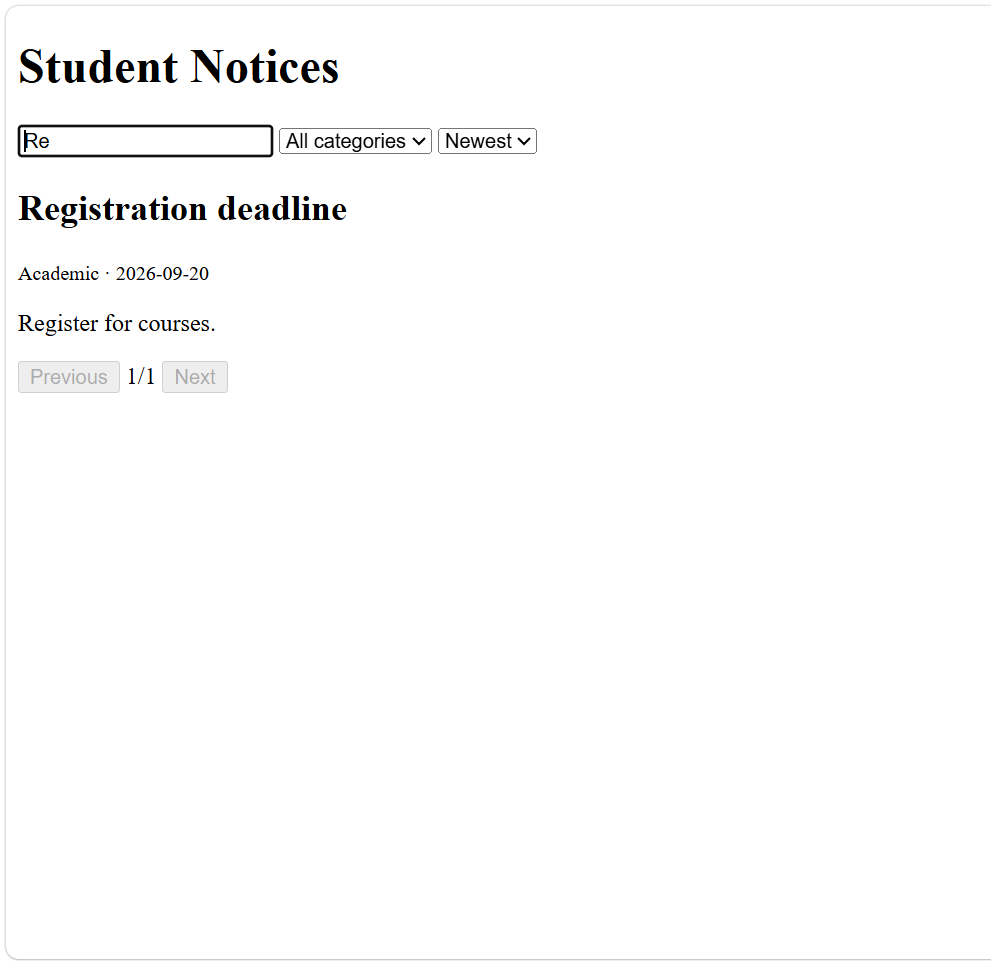 Student Notices
Re All categories Newest
Registration deadline
Academic · 2026-09-20
Register for courses.
Previous 1/1 Next